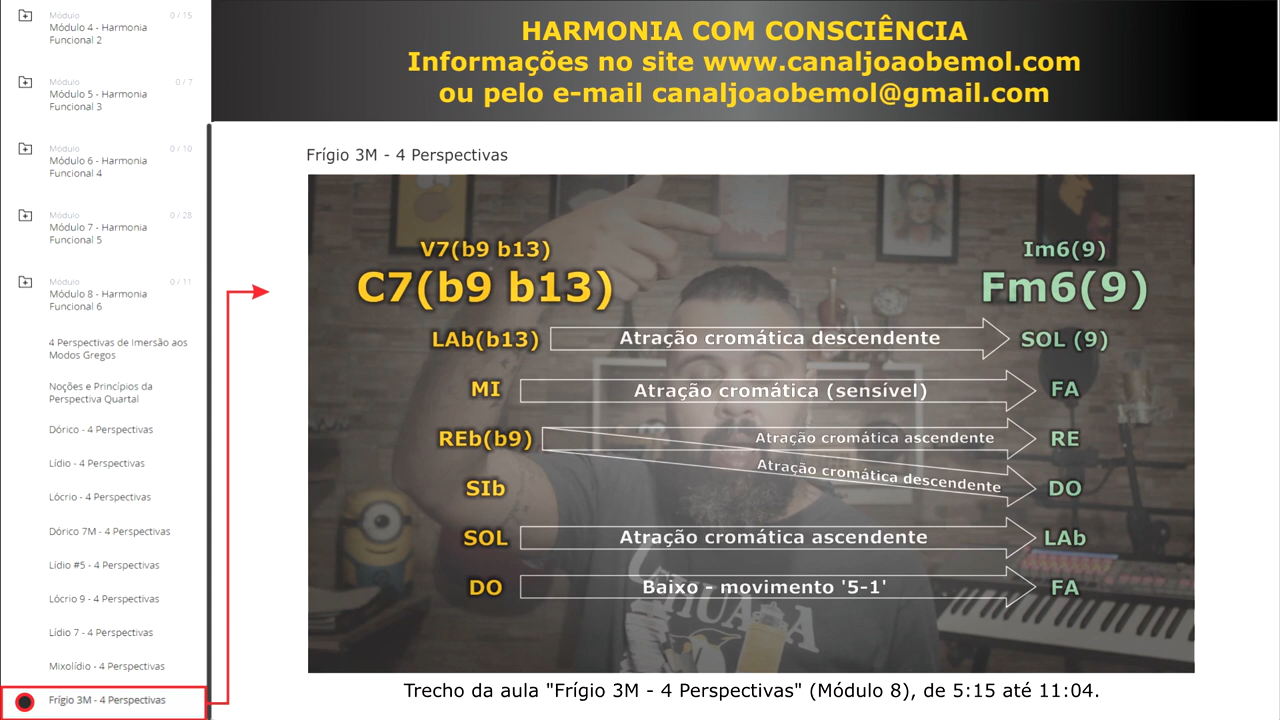 Módulo 0 / 15
Módulo 4 - Harmonia
Funcional 2
Módulo 0 / 7
Módulo 5 - Harmonia
Funcional 3
Módulo 0 / 10
Módulo 6 - Harmonia
Funcional 4
Módulo 0 / 28
Módulo 7 - Harmonia
Funcional 5
Módulo 0 / 11
Módulo 8 - Harmonia
Funcional 6
4 Perspectivas de Imersão aos
Modos Gregos
Noções e Princípios da
Perspectiva Quartal
Dórico - 4 Perspectivas
Lídio - 4 Perspectivas
Lócrio - 4 Perspectivas
Dórico 7M - 4 Perspectivas
Lídio #5 - 4 Perspectivas
Lócrio 9 - 4 Perspectivas
Lídio 7 - 4 Perspectivas
Mixolídio - 4 Perspectivas
Frígio 3M - 4 Perspectivas
HARMONIA COM CONSCIÊNCIA
Informações no site www.canaljoaobemol.com
ou pelo e-mail canaljoaobemol@gmail.com
Frígio 3M - 4 Perspectivas
V7(b9 b13) Im6(9)
C7(b9 b13) Fm6(9)
LAb(b13) Atração cromática descendente SOL (9)
MI Atração cromática (sensível) FA
REb(b9) Atração cromática ascendente RE
Atração cromática descendente
SIb DO
SOL Atração cromática ascendente LAb
DO Baixo - movimento '5-1' FA
Trecho da aula "Frígio 3M - 4 Perspectivas" (Módulo 8), de 5:15 até 11:04.